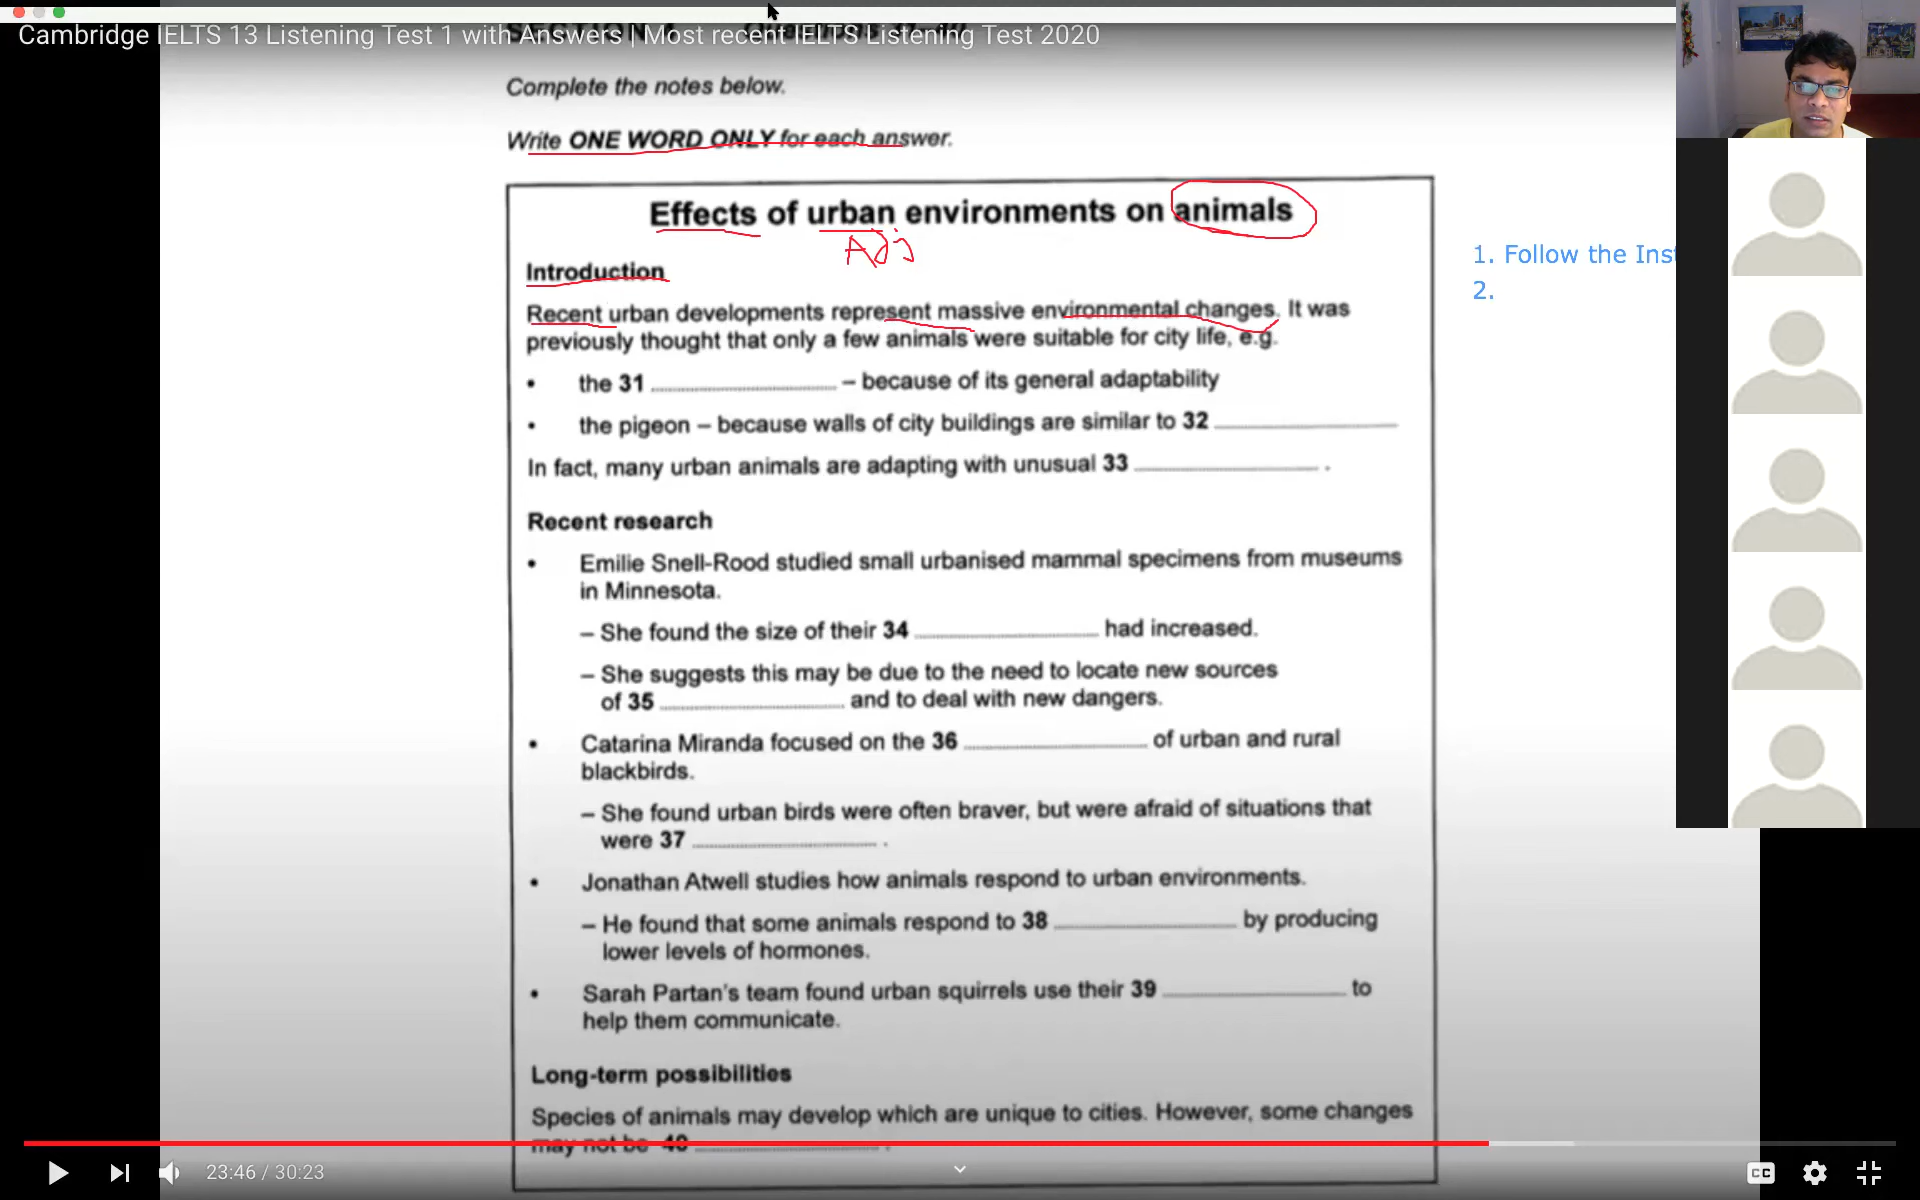 Cambridge IELTS 13 Listening Test 1 with Answers | Most recent IELTS Listening Test 2020
Complete the notes below.
Write ONE WORD ONLY for each answer.
Effects of urban environments on animals
Adj
Introduction
Recent urban developments represent massive environmental changes. It was
previously thought that only a few animals were suitable for city life, e.g.
• the 31 .................... – because of its general adaptability
• the pigeon – because walls of city buildings are similar to 32 ....................
In fact, many urban animals are adapting with unusual 33 .................... .
Recent research
• Emilie Snell-Rood studied small urbanised mammal specimens from museums
in Minnesota.
– She found the size of their 34 .................... had increased.
– She suggests this may be due to the need to locate new sources
of 35 .................... and to deal with new dangers.
• Catarina Miranda focused on the 36 .................... of urban and rural
blackbirds.
– She found urban birds were often braver, but were afraid of situations that
were 37 .................... .
• Jonathan Atwell studies how animals respond to urban environments.
– He found that some animals respond to 38 .................... by producing
lower levels of hormones.
• Sarah Partan's team found urban squirrels use their 39 .................... to
help them communicate.
Long-term possibilities
Species of animals may develop which are unique to cities. However, some changes
may not be 40 .................... .
1. Follow the Inst
2.
23:46 / 30:23
CC